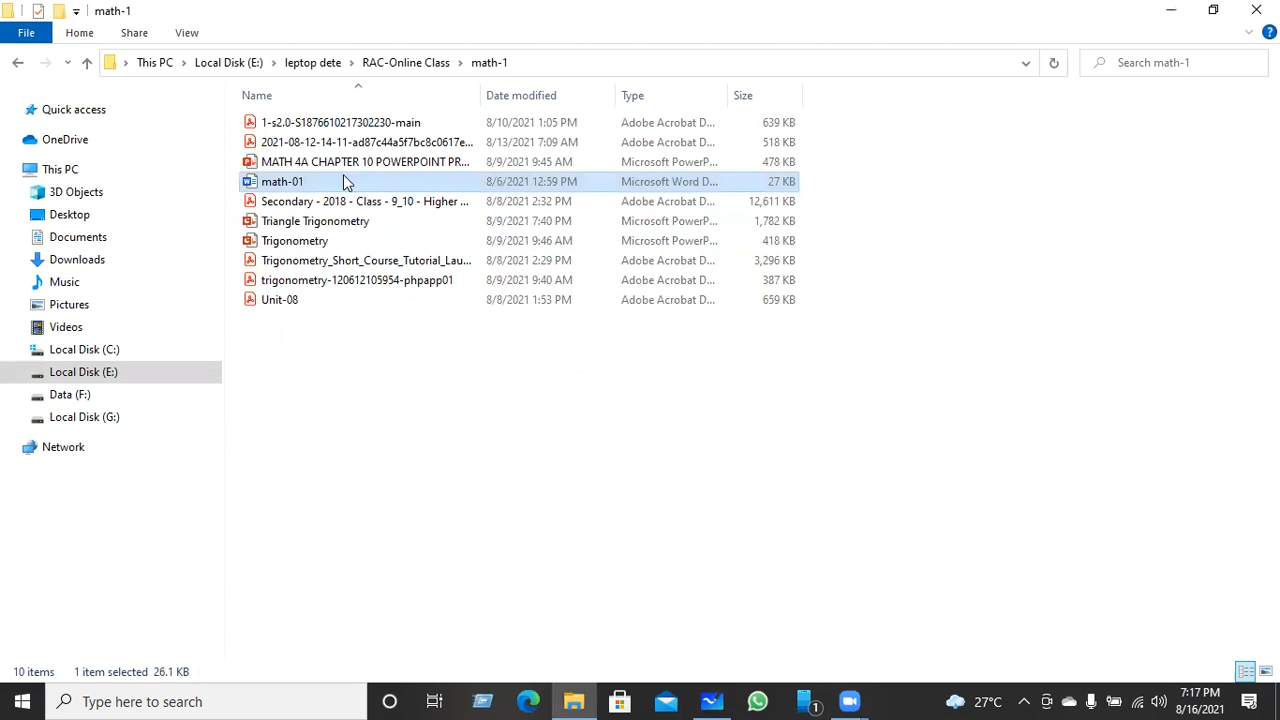 math-1
File
Home
Share
View
This PC
Local Disk (E:)
leptop dete
RAC-Online Class
math-1
Search math-1
Name
Date modified
Type
Size
1-s2.0-S1876610217302230-main
8/10/2021 1:05 PM
Adobe Acrobat D...
639 KB
2021-08-12-14-11-ad87c44a5f7bc8c0617e...
8/13/2021 7:09 AM
Adobe Acrobat D...
518 KB
MATH 4A CHAPTER 10 POWERPOINT PR...
8/9/2021 9:45 AM
Microsoft PowerP...
478 KB
math-01
8/6/2021 12:59 PM
Microsoft Word D...
27 KB
Secondary - 2018 - Class - 9_10 - Higher ...
8/8/2021 2:32 PM
Adobe Acrobat D...
12,611 KB
Triangle Trigonometry
8/9/2021 7:40 PM
Microsoft PowerP...
1,782 KB
Trigonometry
8/9/2021 9:46 AM
Microsoft PowerP...
418 KB
Trigonometry_Short_Course_Tutorial_Lau...
8/8/2021 2:29 PM
Adobe Acrobat D...
3,296 KB
trigonometry-120612105954-phpapp01
8/9/2021 9:40 AM
Adobe Acrobat D...
387 KB
Unit-08
8/8/2021 1:53 PM
Adobe Acrobat D...
659 KB
Quick access
OneDrive
This PC
3D Objects
Desktop
Documents
Downloads
Music
Pictures
Videos
Local Disk (C:)
Local Disk (E:)
Data (F:)
Local Disk (G:)
Network
10 items
1 item selected 26.1 KB
Type here to search
1
27°C
7:17 PM
8/16/2021